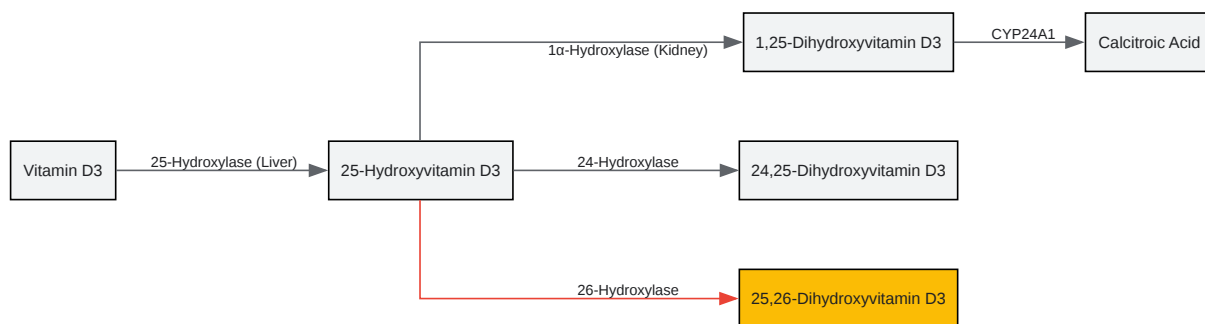 CYP24A1
1,25-Dihydroxyvitamin D3
Calcitroic Acid
1α-Hydroxylase (Kidney)
25-Hydroxylase (Liver)
24-Hydroxylase
Vitamin D3
25-Hydroxyvitamin D3
24,25-Dihydroxyvitamin D3
26-Hydroxylase
25,26-Dihydroxyvitamin D3